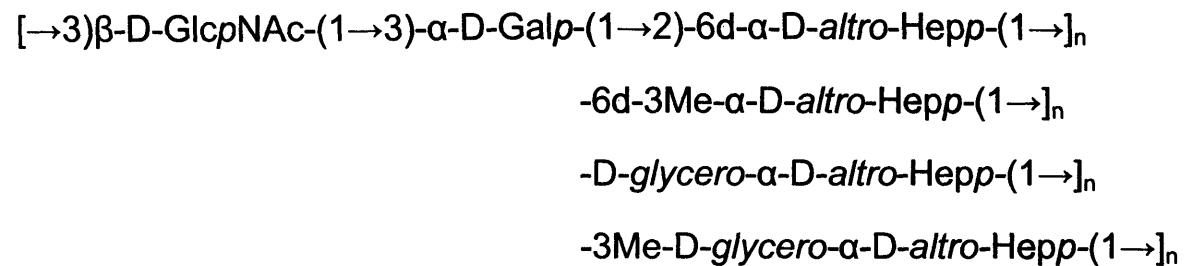 [→3)β-D-GlcpNAc-(1→3)-α-D-Galp-(1→2)-6d-α-D-altro-Hepp-(1→]n
-6d-3Me-α-D-altro-Hepp-(1→]n
-D-glycero-α-D-altro-Hepp-(1→]n
-3Me-D-glycero-α-D-altro-Hepp-(1→]n